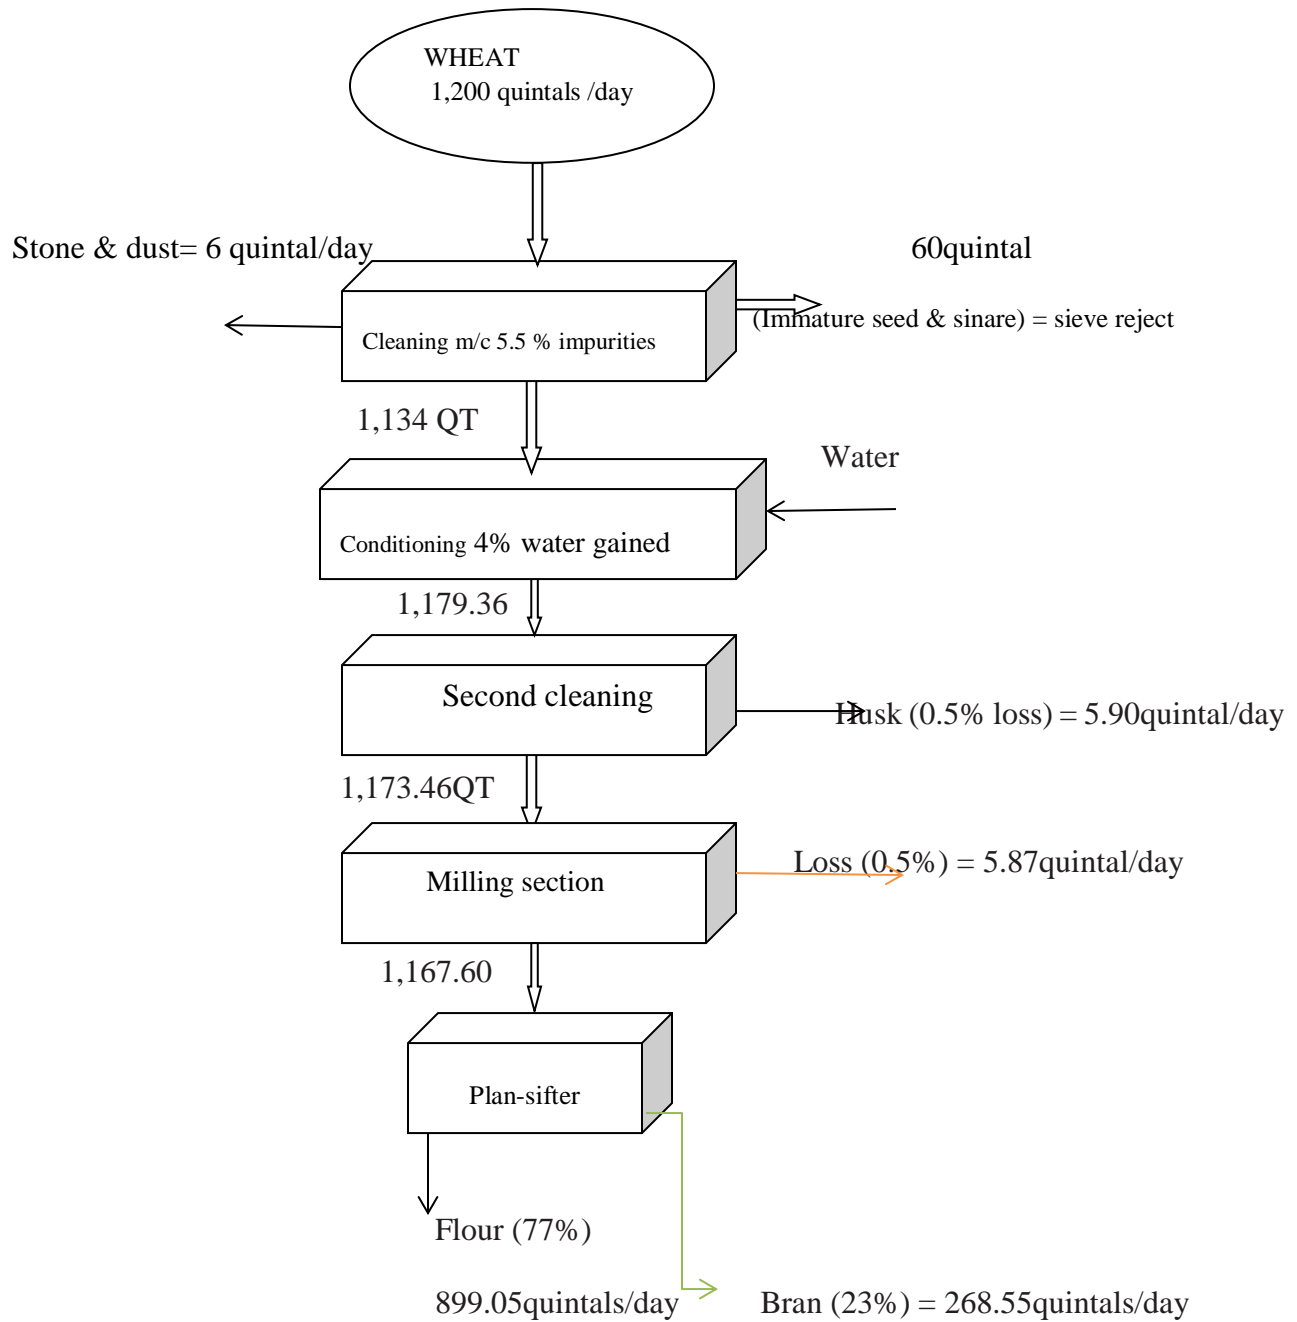 WHEAT
1,200 quintals /day
Stone & dust= 6 quintal/day
60quintal
(Immature seed & sinare) = sieve reject
Cleaning m/c 5.5 % impurities
1,134 QT
Water
Conditioning 4% water gained
1,179.36
Second cleaning
Husk (0.5% loss) = 5.90quintal/day
1,173.46QT
Loss (0.5%) = 5.87quintal/day
Milling section
1,167.60
Plan-sifter
Flour (77%)
899.05quintals/day
Bran (23%) = 268.55quintals/day